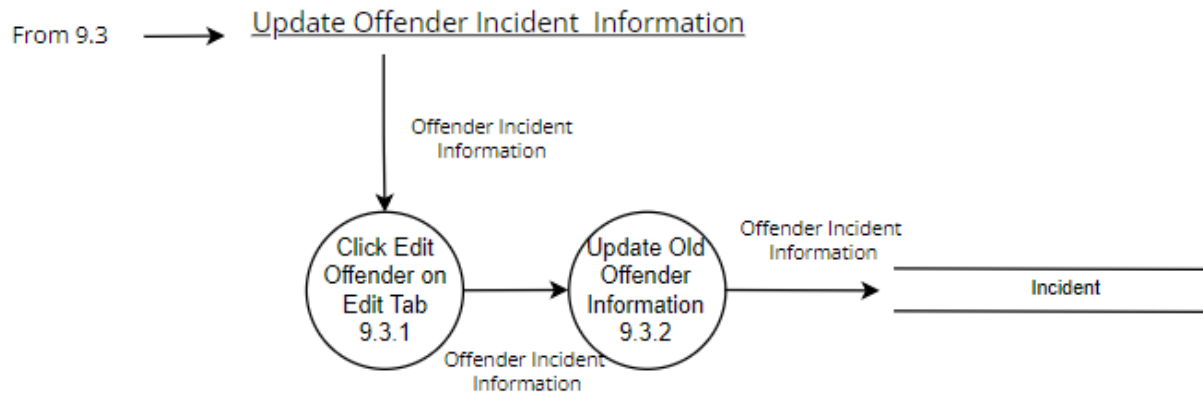 From 9.3
Update Offender Incident Information
Offender Incident
Information
Click Edit
Offender on
Edit Tab
9.3.1
Offender Incident
Information
Update Old
Offender
Information
9.3.2
Offender Incident
Information
Incident